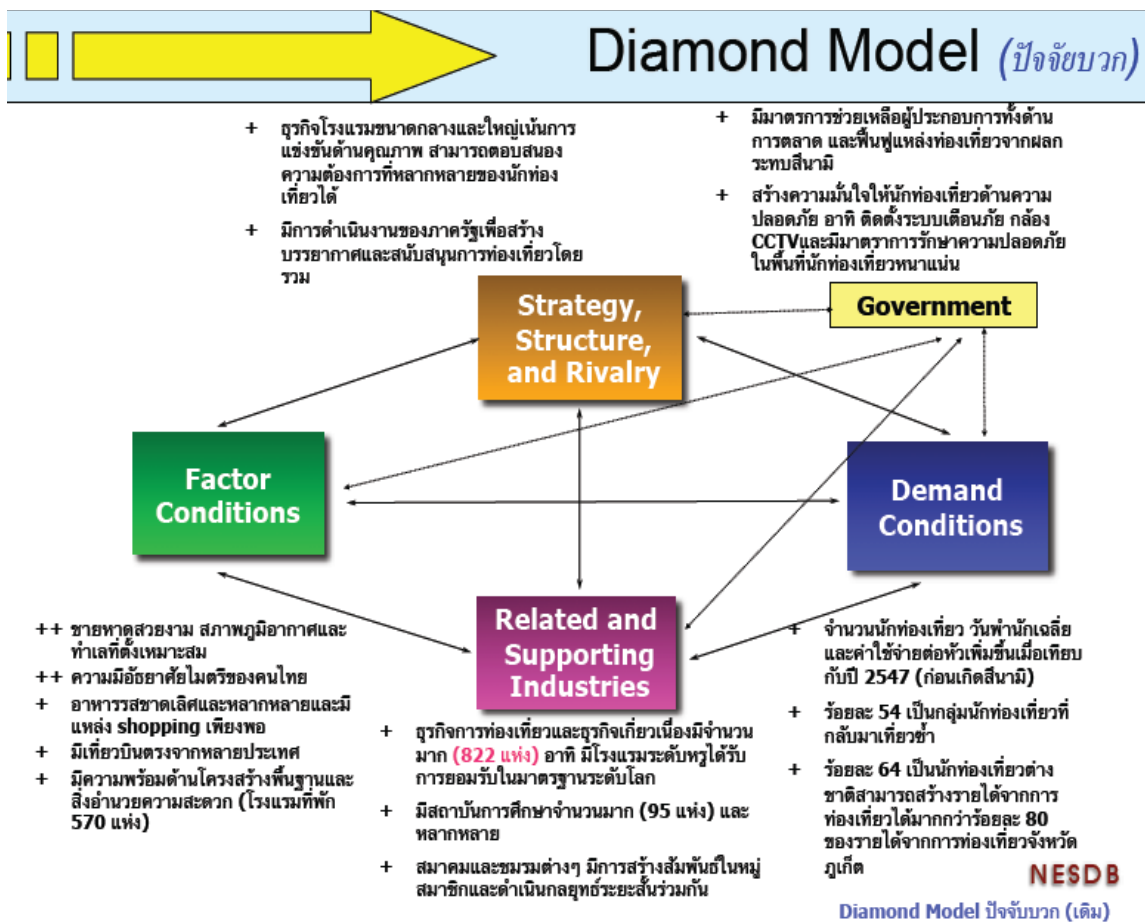 Diamond Model (ปัจจัยบวก)
+ ธุรกิจโรงแรมขนาดกลางและใหญ่เน้นการ
แข่งขันด้านคุณภาพ สามารถตอบสนอง
ความต้องการที่หลากหลายของนักท่อง
เที่ยวได้
+ มีการดำเนินงานของภาครัฐเพื่อสร้าง
บรรยากาศและสนับสนุนการท่องเที่ยวโดย
รวม
+ มีมาตรการช่วยเหลือผู้ประกอบการทั้งด้าน
การตลาด และฟื้นฟูแหล่งท่องเที่ยวจากผลก
ระทบสึนามิ
+ สร้างความมั่นใจให้นักท่องเที่ยวด้านความ
ปลอดภัย อาทิ ติดตั้งระบบเตือนภัย กล้อง
CCTVและมีมาตราการรักษาความปลอดภัย
ในพื้นที่นักท่องเที่ยวหนาแน่น
Strategy,
Structure,
and Rivalry
Government
Factor
Conditions
Demand
Conditions
Related and
Supporting
Industries
++ ชายหาดสวยงาม สภาพภูมิอากาศและ
ทำเลที่ตั้งเหมาะสม
++ ความมีอัธยาศัยไมตรีของคนไทย
+ อาหารรสชาดเลิศและหลากหลายและมี
แหล่ง shopping เพียงพอ
+ มีเที่ยวบินตรงจากหลายประเทศ
+ มีความพร้อมด้านโครงสร้างพื้นฐานและ
สิ่งอำนวยความสะดวก (โรงแรมที่พัก
570 แห่ง)
+ ธุรกิจการท่องเที่ยวและธุรกิจเกี่ยวเนื่องมีจำนวน
มาก (822 แห่ง) อาทิ มีโรงแรมระดับหรูได้รับ
การยอมรับในมาตรฐานระดับโลก
+ มีสถาบันการศึกษาจำนวนมาก (95 แห่ง) และ
หลากหลาย
+ สมาคมและชมรมต่างๆ มีการสร้างสัมพันธ์ในหมู่
สมาชิกและดำเนินกลยุทธ์ระยะสั้นร่วมกัน
+ จำนวนนักท่องเที่ยว วันพำนักเฉลี่ย
และค่าใช้จ่ายต่อหัวเพิ่มขึ้นเมื่อเทียบ
กับปี 2547 (ก่อนเกิดสึนามิ)
+ ร้อยละ 54 เป็นกลุ่มนักท่องเที่ยวที่
กลับมาเที่ยวซ้ำ
+ ร้อยละ 64 เป็นนักท่องเที่ยวต่าง
ชาติสามารถสร้างรายได้จากการ
ท่องเที่ยวได้มากกว่าร้อยละ 80
ของรายได้จากการท่องเที่ยวจังหวัด
ภูเก็ต
NESDB
Diamond Model ปัจจับบวก (เดิม)